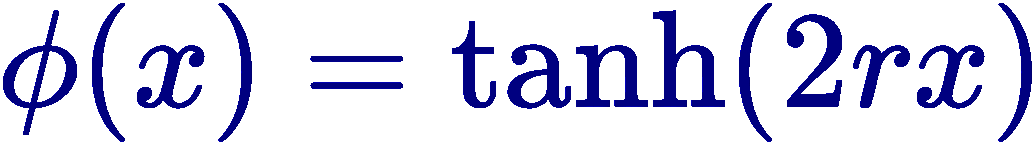 ϕ(x) = tanh(2rx)